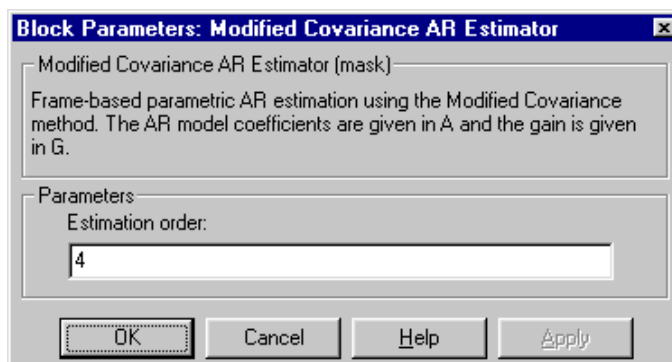 Block Parameters: Modified Covariance AR Estimator
Modified Covariance AR Estimator (mask)
Frame-based parametric AR estimation using the Modified Covariance
method. The AR model coefficients are given in A and the gain is given
in G.
Parameters
Estimation order:
4
OK Cancel Help Apply